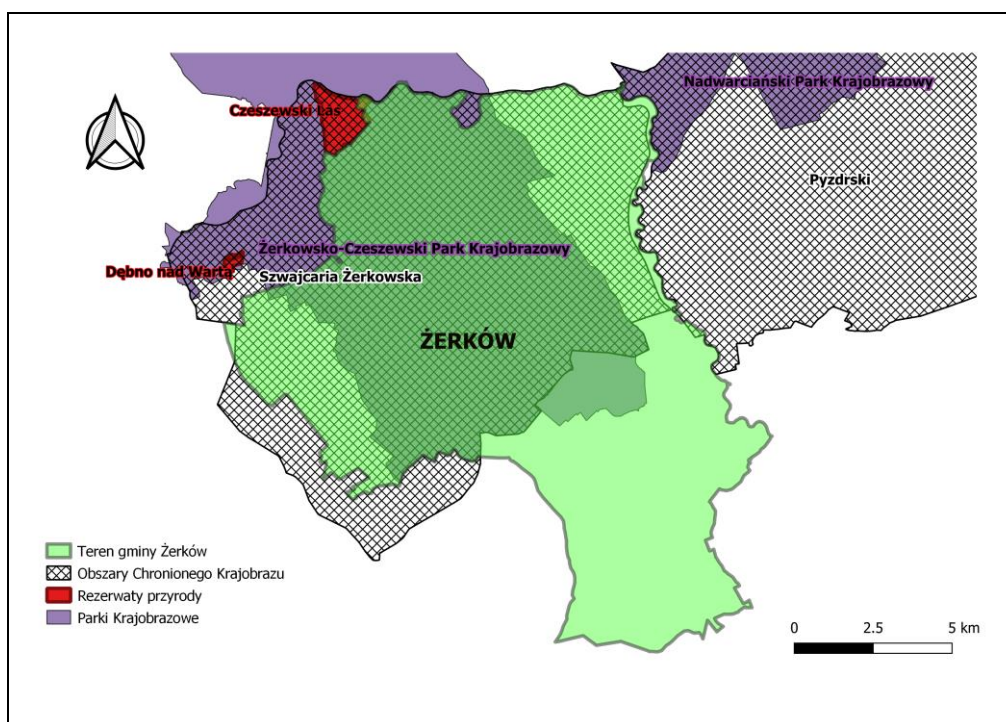 Nadwarciański Park Krajobrazowy
Czeszewski Las
Pyzdrski
Żerkowsko-Czeszewski Park Krajobrazowy
Dębno nad Wartą
Szwajcaria Żerkowska
ŻERKÓW
Teren gminy Żerków
Obszary Chronionego Krajobrazu
Rezerwaty przyrody
Parki Krajobrazowe
0 2.5 5 km